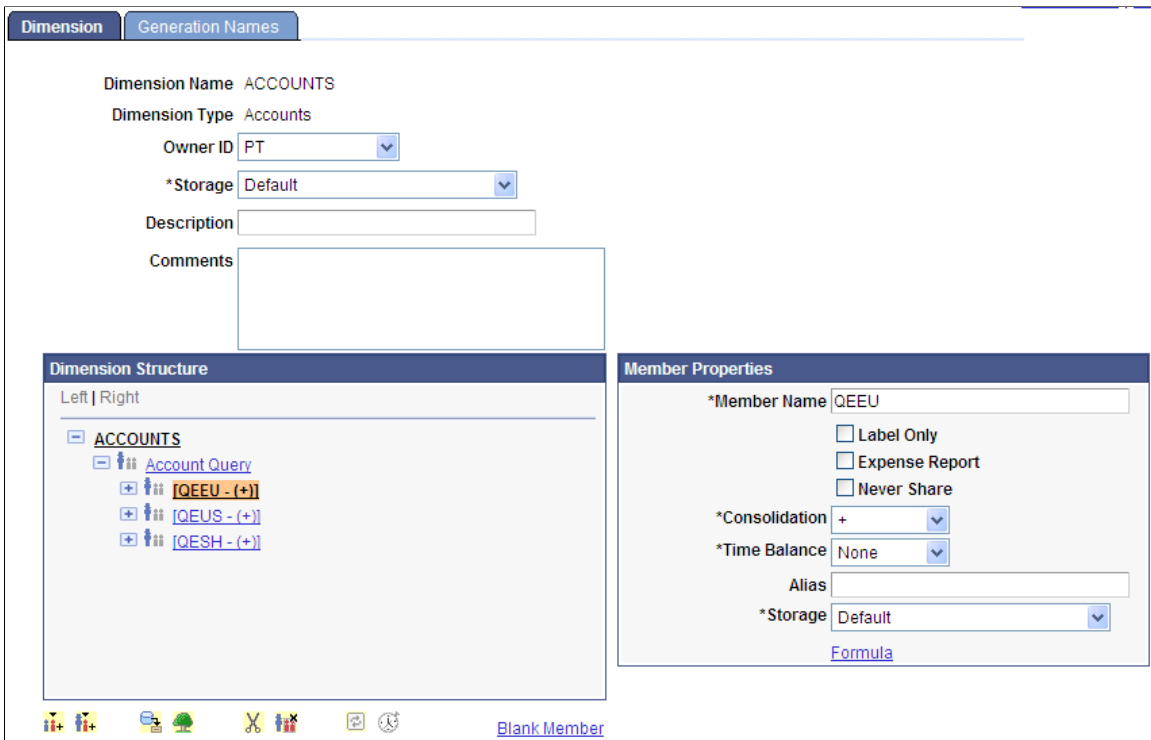 Dimension Generation Names
Dimension Name ACCOUNTS
Dimension Type Accounts
Owner ID PT
*Storage Default
Description
Comments
Dimension Structure
Left | Right
ACCOUNTS
Account Query
[QEEU - (+)]
[QEUS - (+)]
[QESH - (+)]
Member Properties
*Member Name QEEU
Label Only
Expense Report
Never Share
*Consolidation +
*Time Balance None
Alias
*Storage Default
Formula
Blank Member